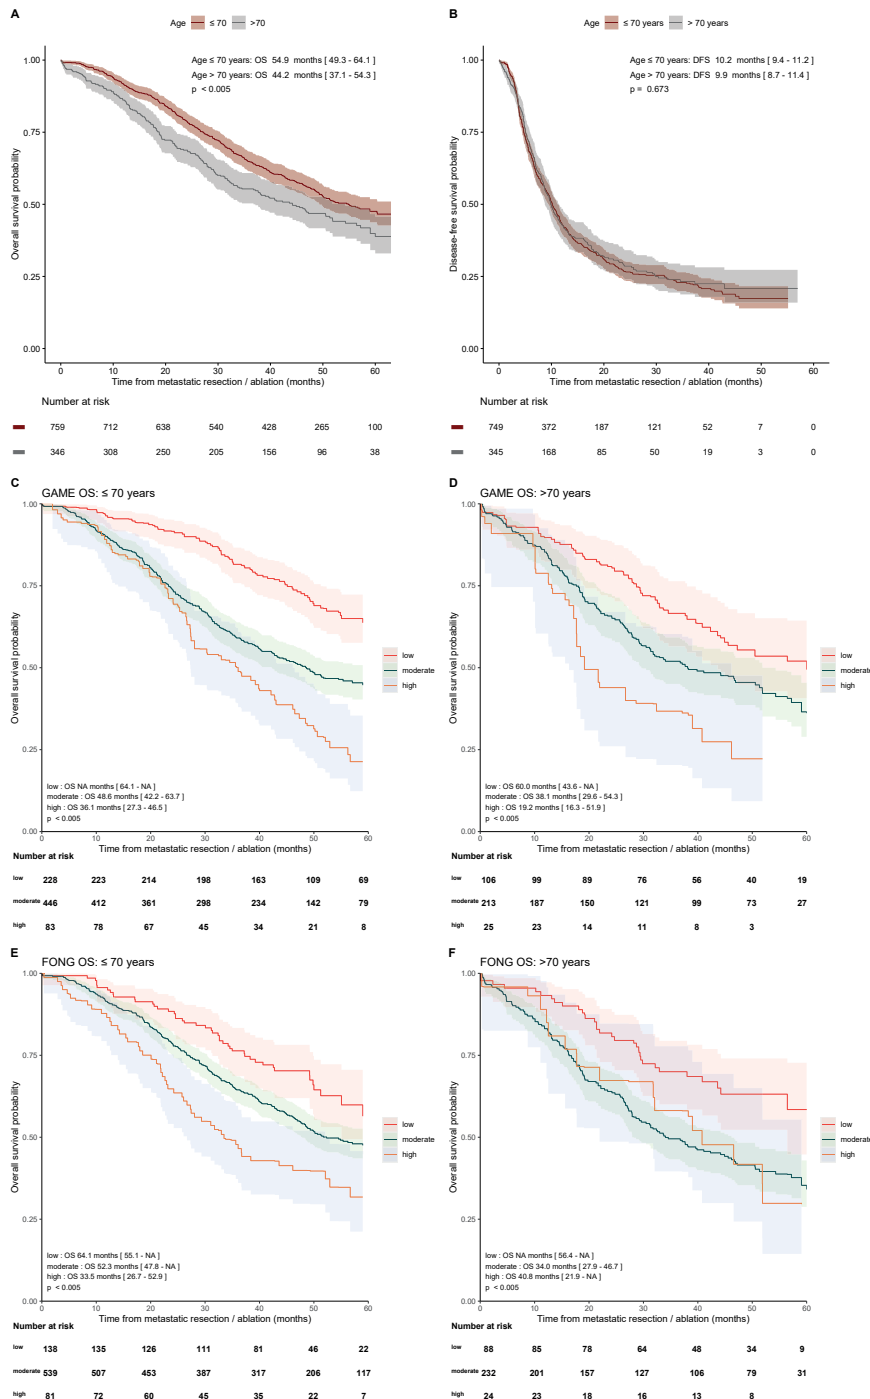 A
Age ≤ 70 >70
Age ≤ 70 years: OS 54.9 months [ 49.3 - 64.1 ]
Age > 70 years: OS 44.2 months [ 37.1 - 54.3 ]
p < 0.005
Overall survival probability
1.00
0.75
0.50
0.25
0.00
0 10 20 30 40 50 60
Time from metastatic resection / ablation (months)
Number at risk
759 712 638 540 428 265 100
346 308 250 205 156 96 38
B
Age ≤ 70 years > 70 years
Age ≤ 70 years: DFS 10.2 months [ 9.4 - 11.2 ]
Age > 70 years: DFS 9.9 months [ 8.7 - 11.4 ]
p = 0.673
Disease-free survival probability
1.00
0.75
0.50
0.25
0.00
0 10 20 30 40 50 60
Time from metastatic resection / ablation (months)
Number at risk
749 372 187 121 52 7 0
345 168 85 50 19 3 0
C
GAME OS: ≤ 70 years
Overall survival probability
1.00
0.75
0.50
0.25
0.00
low
moderate
high
low : OS NA months [ 64.1 - NA ]
moderate : OS 48.6 months [ 42.2 - 63.7 ]
high : OS 36.1 months [ 27.3 - 46.5 ]
p < 0.005
0 10 20 30 40 50 60
Time from metastatic resection / ablation (months)
Number at risk
low 228 223 214 198 163 109 69
moderate 446 412 361 298 234 142 79
high 83 78 67 45 34 21 8
D
GAME OS: >70 years
Overall survival probability
1.00
0.75
0.50
0.25
0.00
low
moderate
high
low : OS 60.0 months [ 43.6 - NA ]
moderate : OS 38.1 months [ 29.6 - 54.3 ]
high : OS 19.2 months [ 16.3 - 51.9 ]
p < 0.005
0 10 20 30 40 50 60
Time from metastatic resection / ablation (months)
Number at risk
low 106 99 89 76 56 40 19
moderate 213 187 150 121 99 73 27
high 25 23 14 11 8 3
E
FONG OS: ≤ 70 years
Overall survival probability
1.00
0.75
0.50
0.25
0.00
low
moderate
high
low : OS 64.1 months [ 55.1 - NA ]
moderate : OS 52.3 months [ 47.8 - NA ]
high : OS 33.5 months [ 26.7 - 52.9 ]
p < 0.005
0 10 20 30 40 50 60
Time from metastatic resection / ablation (months)
Number at risk
low 138 135 126 111 81 46 22
moderate 539 507 453 387 317 206 117
high 81 72 60 45 35 22 7
F
FONG OS: >70 years
Overall survival probability
1.00
0.75
0.50
0.25
0.00
low
moderate
high
low : OS NA months [ 56.4 - NA ]
moderate : OS 34.0 months [ 27.9 - 46.7 ]
high : OS 40.8 months [ 21.9 - NA ]
p < 0.005
0 10 20 30 40 50 60
Time from metastatic resection / ablation (months)
Number at risk
low 88 85 78 64 48 34 9
moderate 232 201 157 127 106 79 31
high 24 23 18 16 13 8